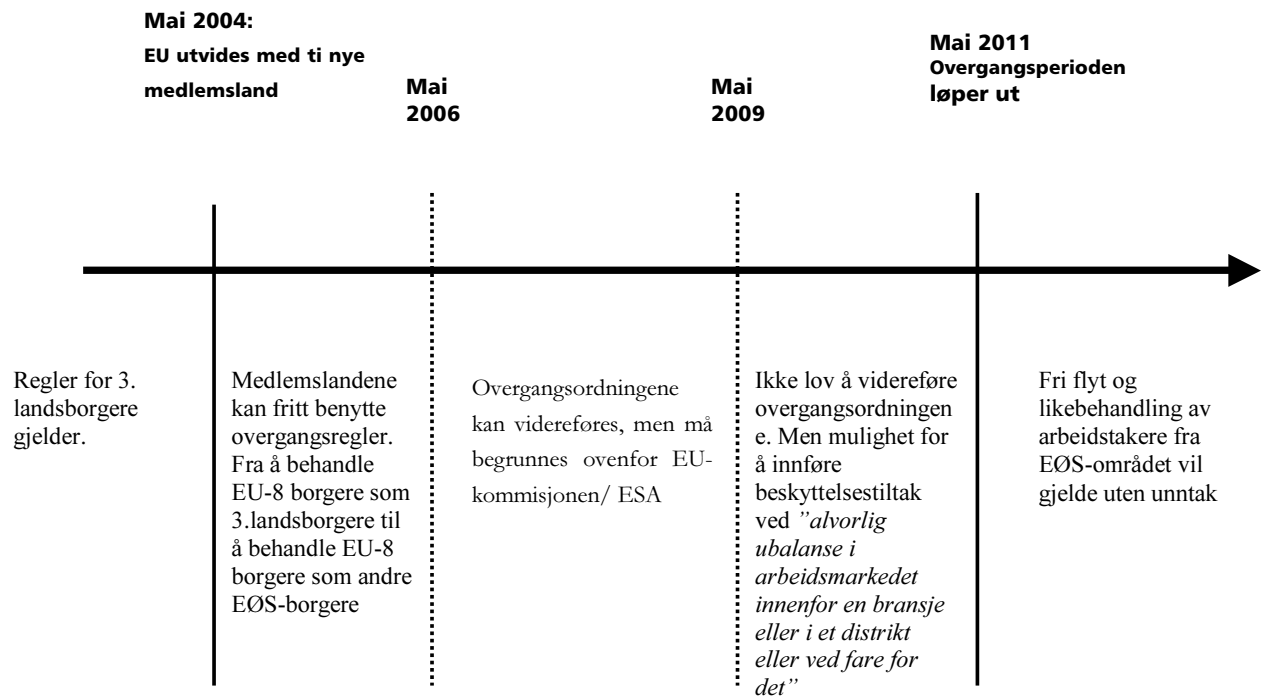 Mai 2004:
EU utvides med ti nye
medlemsland
Mai
2006
Mai
2009
Mai 2011
Overgangsperioden
løper ut
Regler for 3.
landsborgere
gjelder.
Medlemslandene
kan fritt benytte
overgangsregler.
Fra å behandle
EU-8 borgere som
3.landsborgere til
å behandle EU-8
borgere som andre
EØS-borgere
Overgangsordningene
kan videreføres, men må
begrunnes ovenfor EU-
kommisjonen/ ESA
Ikke lov å videreføre
overgangsordningen
e. Men mulighet for
å innføre
beskyttelsestiltak
ved ”alvorlig
ubalanse i
arbeidsmarkedet
innenfor en bransje
eller i et distrikt
eller ved fare for
det”
Fri flyt og
likebehandling av
arbeidstakere fra
EØS-området vil
gjelde uten unntak